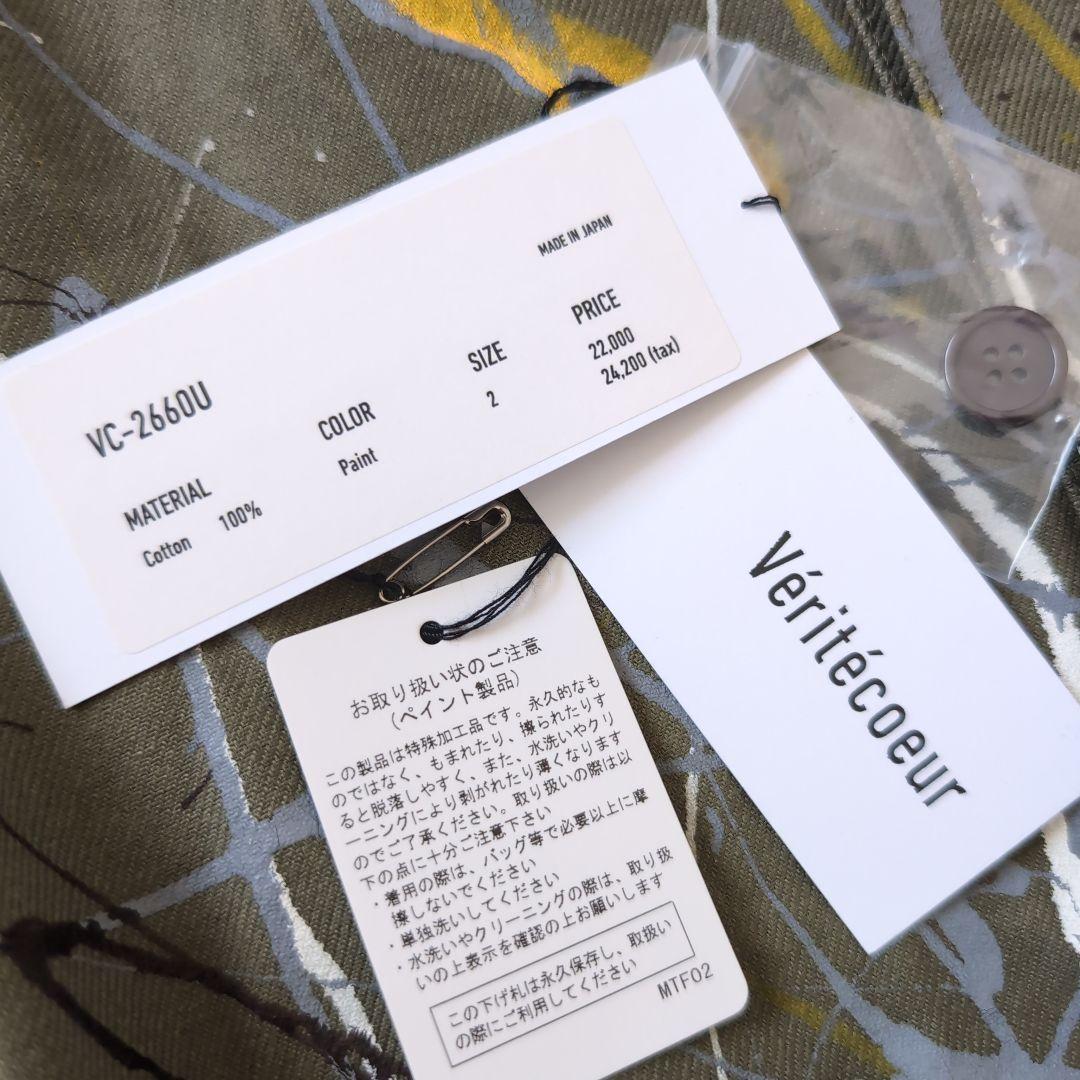 MADE IN JAPAN
VC-2660U
MATERIAL
Cotton 100%
COLOR
Paint
SIZE
2
PRICE
22,000
24,200 (tax)
Véritécoeur
お取り扱い状のご注意
(ペイント製品)
この製品は特殊加工品です。永久的なも
のではなく、もまれたり、擦られたりす
ると脱落しやすく、また、水洗いやクリ
ーニングにより剥がれたり薄くなります
のでご了承ください。取り扱いの際は以
下の点に十分ご注意下さい
・着用の際は、バッグ等で必要以上に摩
擦しないでください
・単独洗いしてください
・水洗いやクリーニングの際は、取り扱
いの上表示を確認の上お願いします
この下げ札は永久保存し、取扱い
の際にご利用してください
MTF02